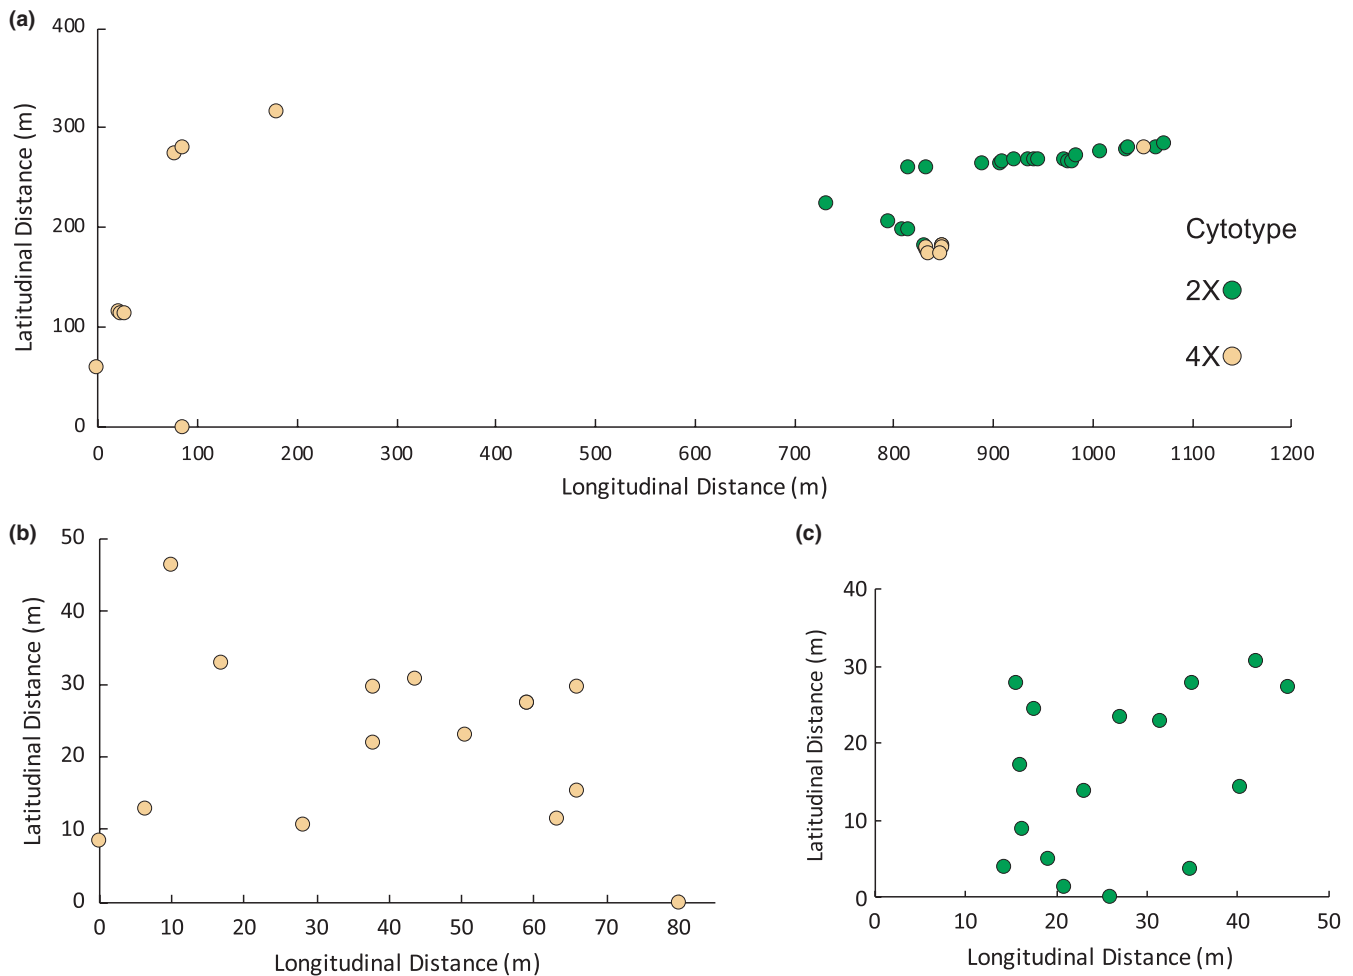 (a)
400
300
200
100
0
Latitudinal Distance (m)
0 100 200 300 400 500 600 700 800 900 1000 1100 1200
Longitudinal Distance (m)
Cytotype
2X
4X
(b)
50
40
30
20
10
0
Latitudinal Distance (m)
0 10 20 30 40 50 60 70 80
Longitudinal Distance (m)
(c)
40
30
20
10
0
Latitudinal Distance (m)
0 10 20 30 40 50
Longitudinal Distance (m)